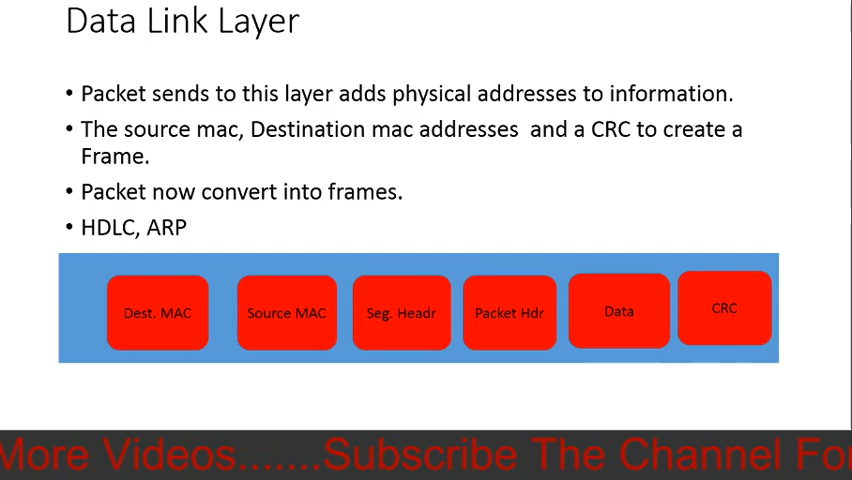 Data Link Layer
• Packet sends to this layer adds physical addresses to information.
• The source mac, Destination mac addresses and a CRC to create a
Frame.
• Packet now convert into frames.
• HDLC, ARP
Dest. MAC
Source MAC
Seg. Headr
Packet Hdr
Data
CRC
More Videos.......Subscribe The Channel For